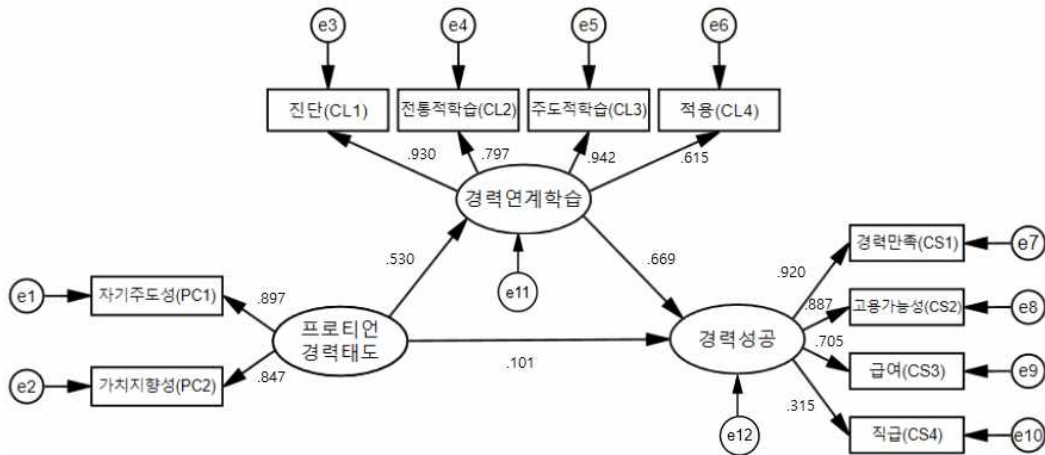 e3
e4
e5
e6
진단(CL1)
전통적학습(CL2)
주도적학습(CL3)
적용(CL4)
.930
.797
.942
.615
경력연계학습
e11
.530
.669
.101
e1
자기주도성(PC1)
.897
e2
가치지향성(PC2)
.847
프로티언
경력태도
경력성공
e12
.920
경력만족(CS1)
e7
.887
고용가능성(CS2)
e8
.705
급여(CS3)
e9
.315
직급(CS4)
e10